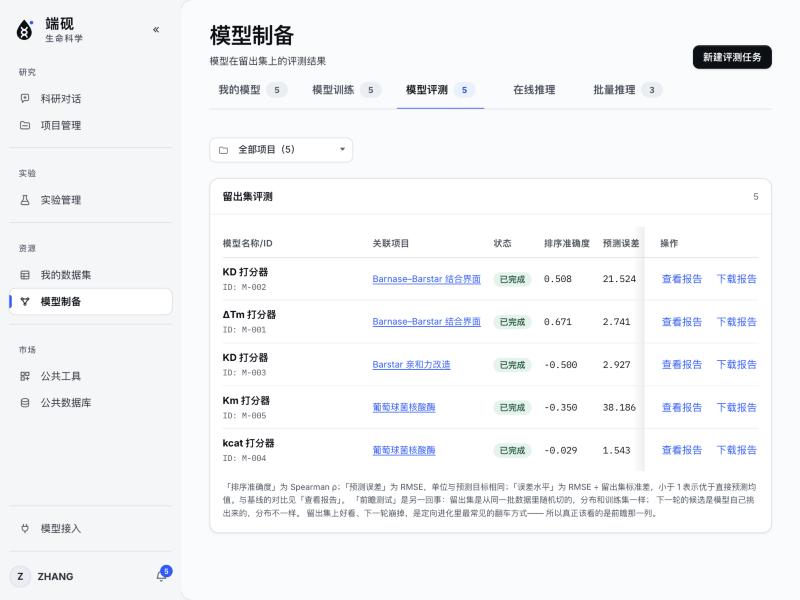 端砚
生命科学
«
研究
科研对话
项目管理
实验
实验管理
资源
我的数据集
模型制备
市场
公共工具
公共数据库
模型接入
Z ZHANG 5
模型制备
模型在留出集上的评测结果
新建评测任务
我的模型 5 模型训练 5 模型评测 5 在线推理 批量推理 3
全部项目（5）
留出集评测 5
模型名称/ID 关联项目 状态 排序准确度 预测误差 操作
KD 打分器
ID: M-002
Barnase–Barstar 结合界面 已完成 0.508 21.524 查看报告 下载报告
ΔTm 打分器
ID: M-001
Barnase–Barstar 结合界面 已完成 0.671 2.741 查看报告 下载报告
KD 打分器
ID: M-003
Barstar 亲和力改造 已完成 -0.500 2.927 查看报告 下载报告
Km 打分器
ID: M-005
葡萄球菌核酸酶 已完成 -0.350 38.186 查看报告 下载报告
kcat 打分器
ID: M-004
葡萄球菌核酸酶 已完成 -0.029 1.543 查看报告 下载报告
「排序准确度」为 Spearman ρ；「预测误差」为 RMSE，单位与预测目标相同；「误差水平」为 RMSE ÷ 留出集标准差，小于 1 表示优于直接预测均
值，与基线的对比见「查看报告」。 「前瞻测试」是另一回事：留出集是从同一批数据里随机切的，分布和训练集一样； 下一轮的候选是模型自己挑
出来的，分布不一样。 留出集上好看、下一轮崩掉，是定向进化里最常见的翻车方式—— 所以真正该看的是前瞻那一列。